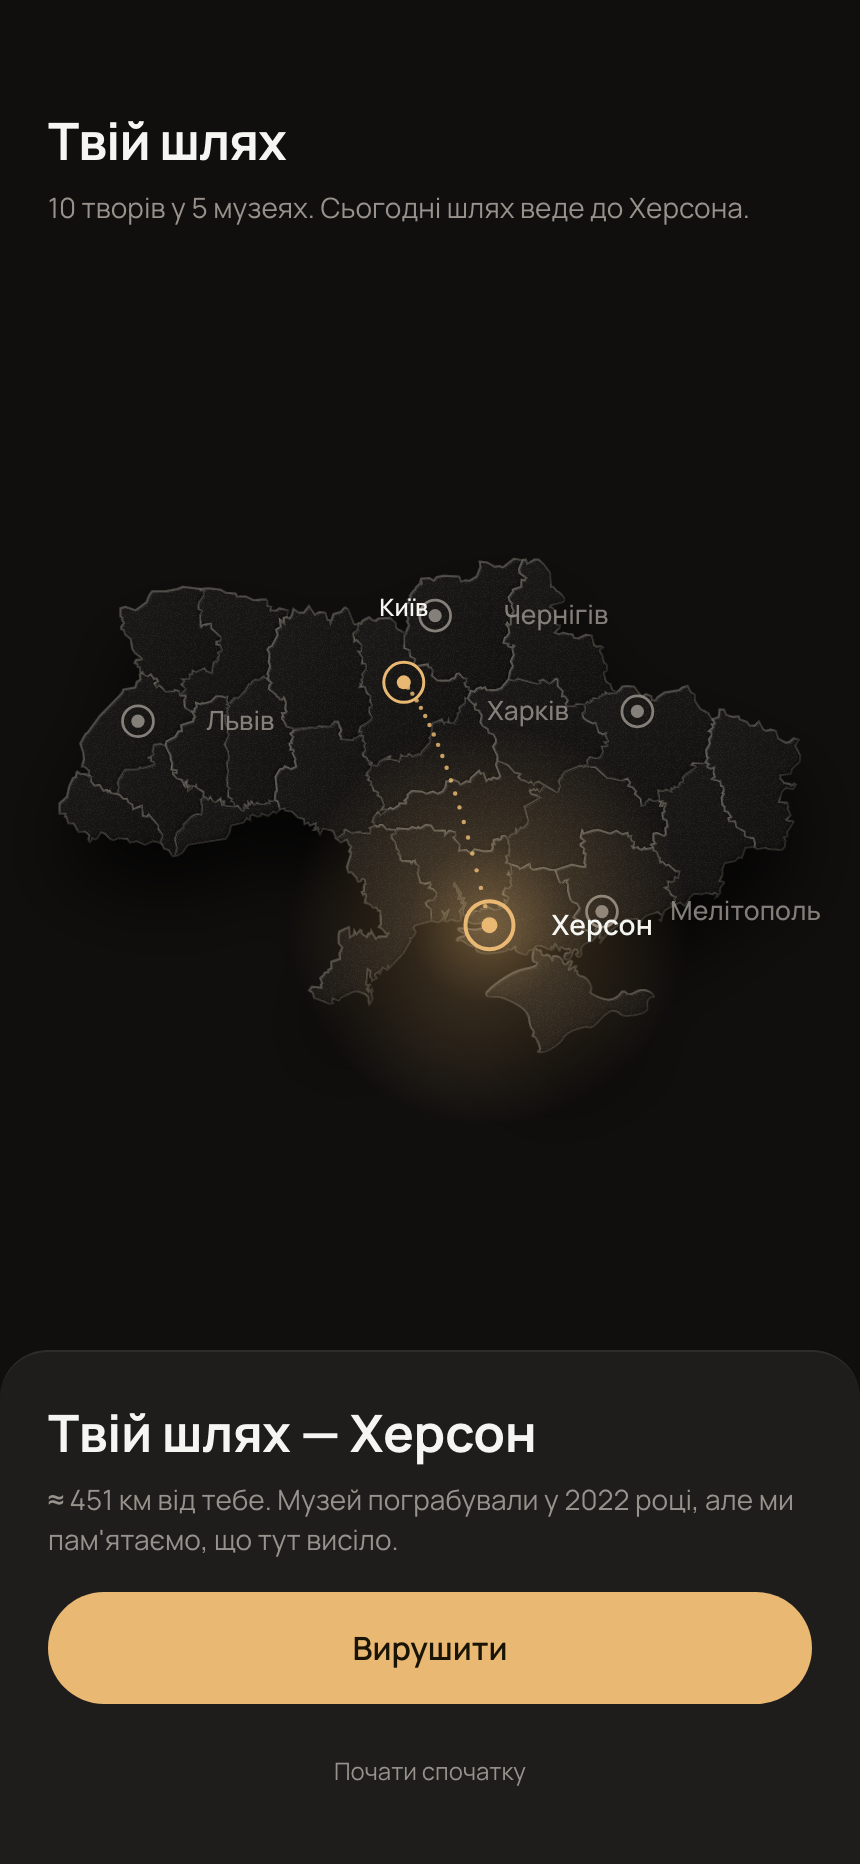 Твій шлях
10 творів у 5 музеях. Сьогодні шлях веде до Херсона.
Київ
Чернігів
Харків
Львів
Мелітополь
Херсон
Твій шлях — Херсон
≈ 451 км від тебе. Музей пограбували у 2022 році, але ми
пам'ятаємо, що тут висіло.
Вирушити
Почати спочатку